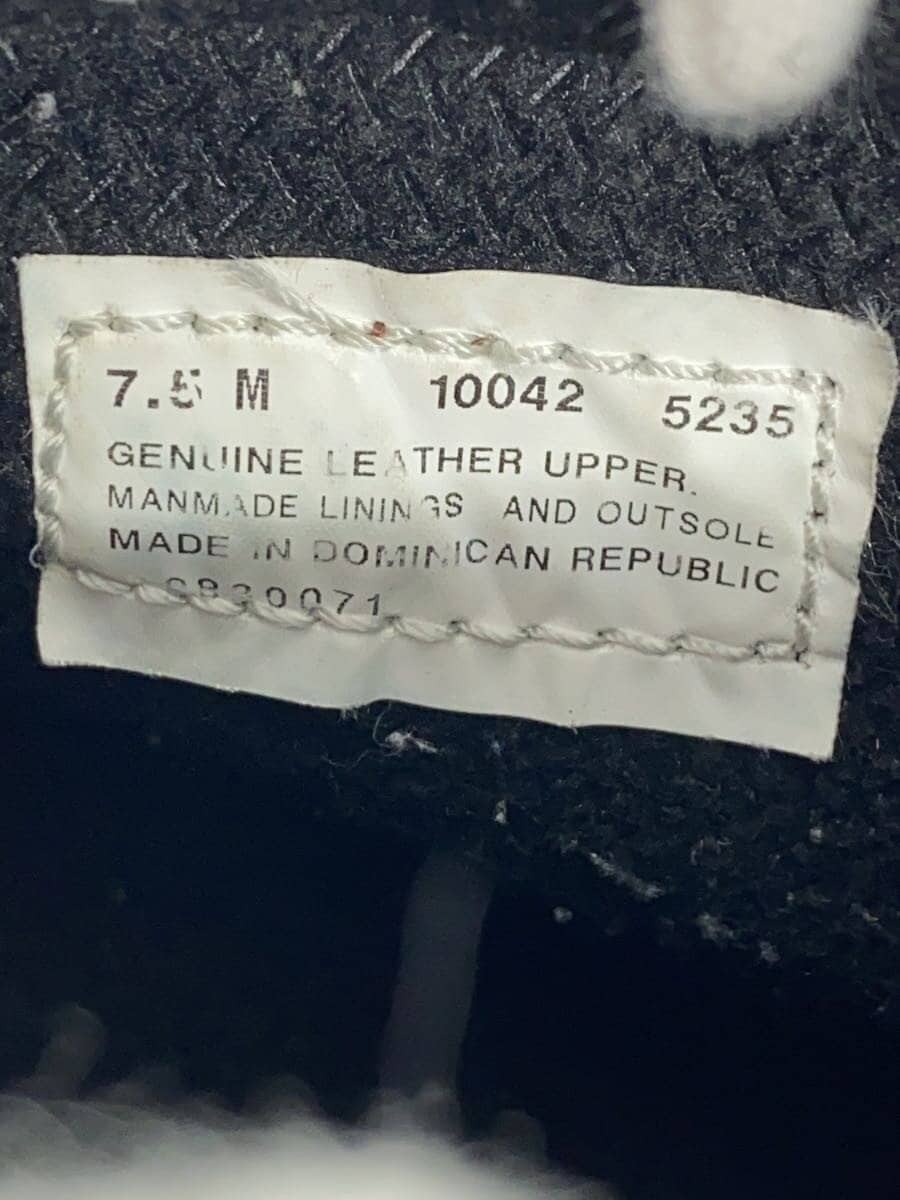 7.5 M 10042 5235
GENUINE LEATHER UPPER.
MANMADE LININGS AND OUTSOLE
MADE IN DOMINICAN REPUBLIC